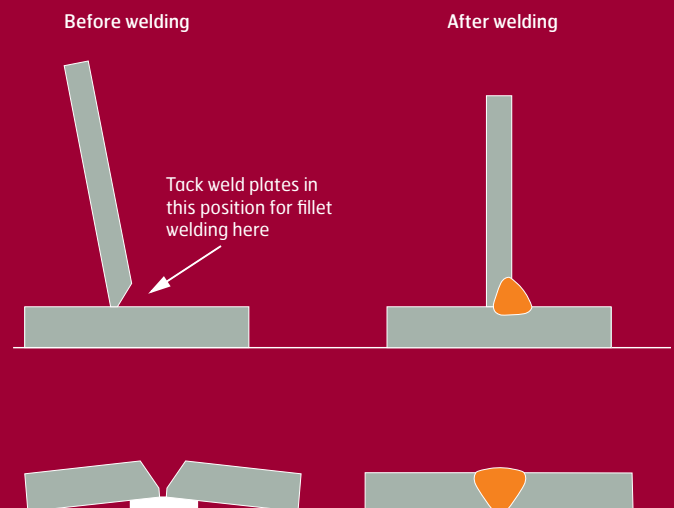 Before welding
After welding
Tack weld plates in
this position for fillet
welding here